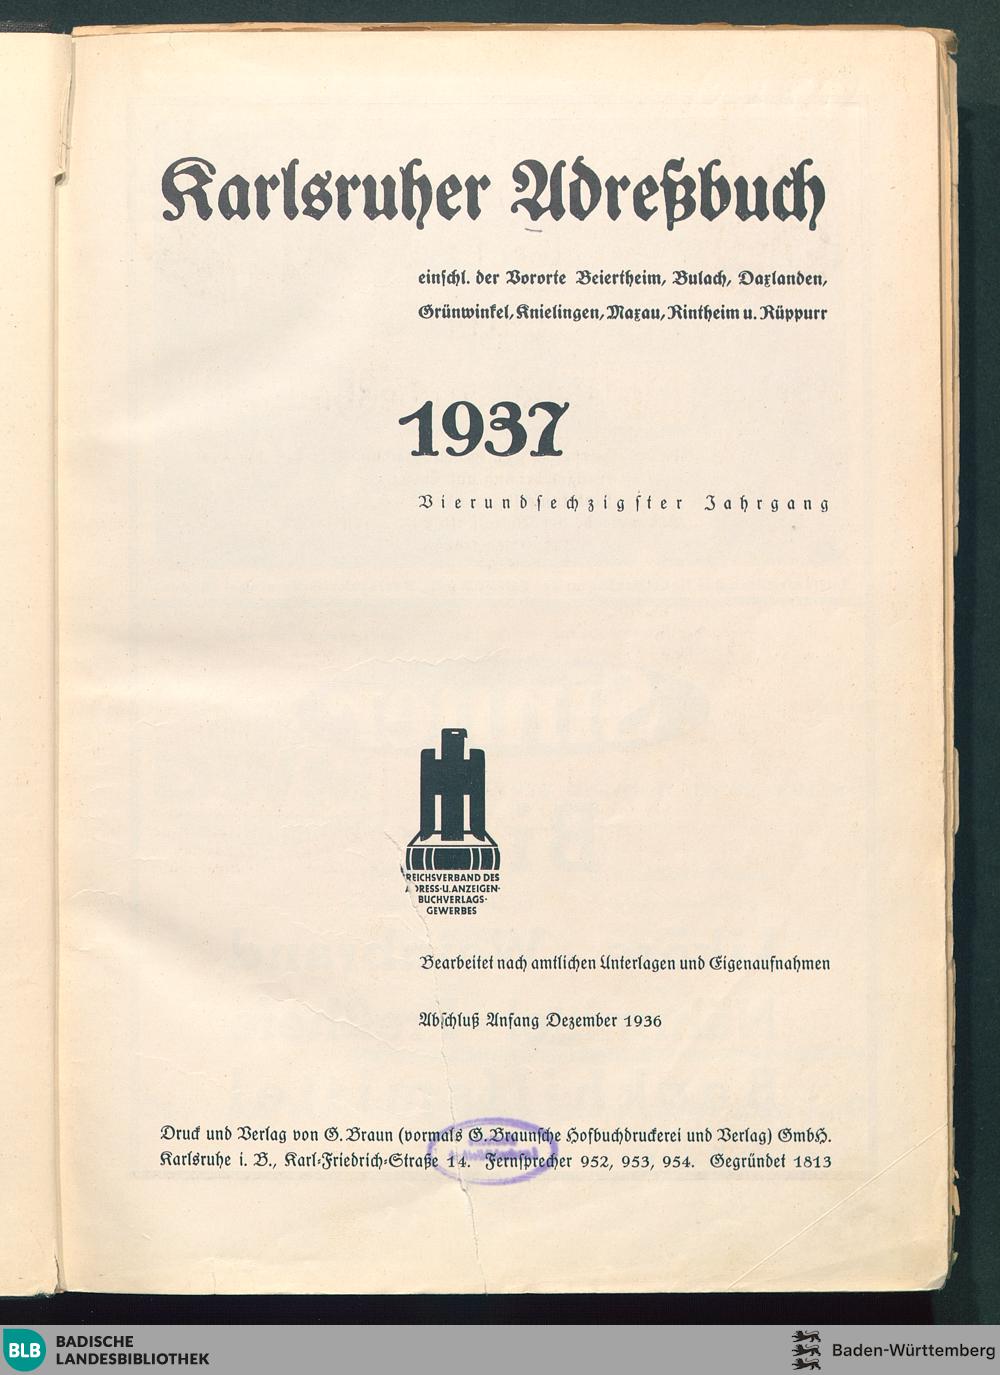 Karlsruher Adreßbuch
einschl. der Vororte Beiertheim, Bulach, Daxlanden,
Grünwinkel, Knielingen, Maxau, Rintheim u. Rüppurr
1937
Vierundsechzigster Jahrgang
REICHSVERBAND DES
ADRESS-U.ANZEIGEN-
BUCHVERLAGS-
GEWERBES
Bearbeitet nach amtlichen Unterlagen und Eigenaufnahmen
Abschluß Anfang Dezember 1936
Druck und Verlag von G. Braun (vormals G. Braunsche Hofbuchdruckerei und Verlag) GmbH.
Karlsruhe i. B., Karl-Friedrich-Straße 14. Fernsprecher 952, 953, 954. Gegründet 1813
BLB BADISCHE
LANDESBIBLIOTHEK
Baden-Württemberg